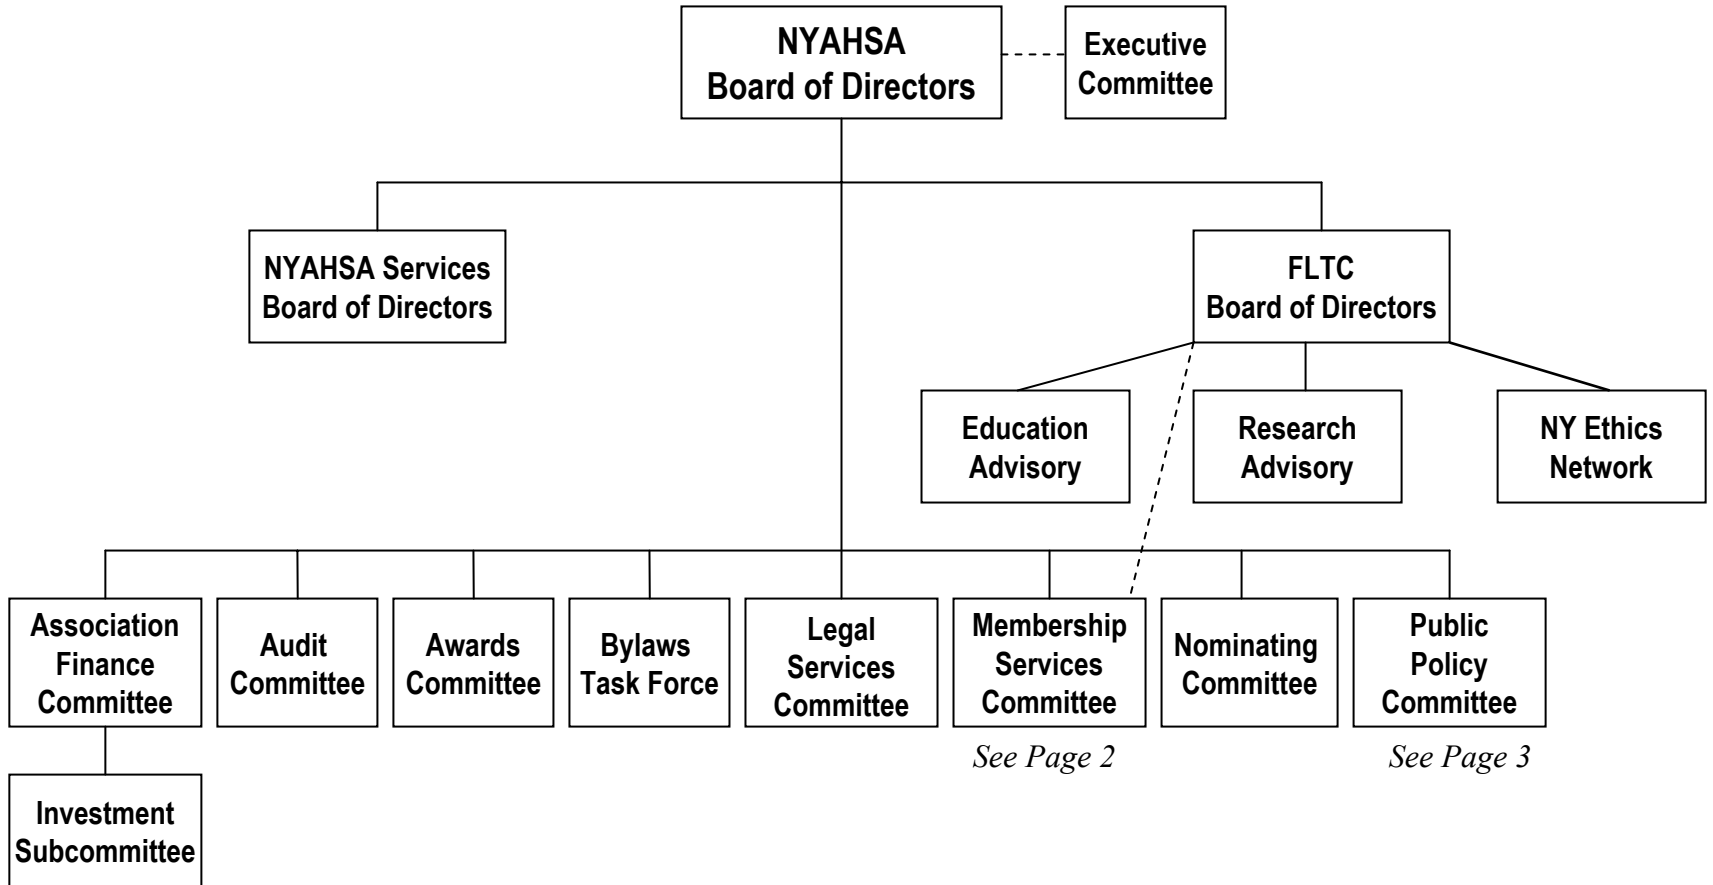 NYAHSA
Board of Directors
Executive
Committee
NYAHSA Services
Board of Directors
FLTC
Board of Directors
Education
Advisory
Research
Advisory
NY Ethics
Network
Association
Finance
Committee
Audit
Committee
Awards
Committee
Bylaws
Task Force
Legal
Services
Committee
Membership
Services
Committee
Nominating
Committee
Public
Policy
Committee
See Page 2
See Page 3
Investment
Subcommittee